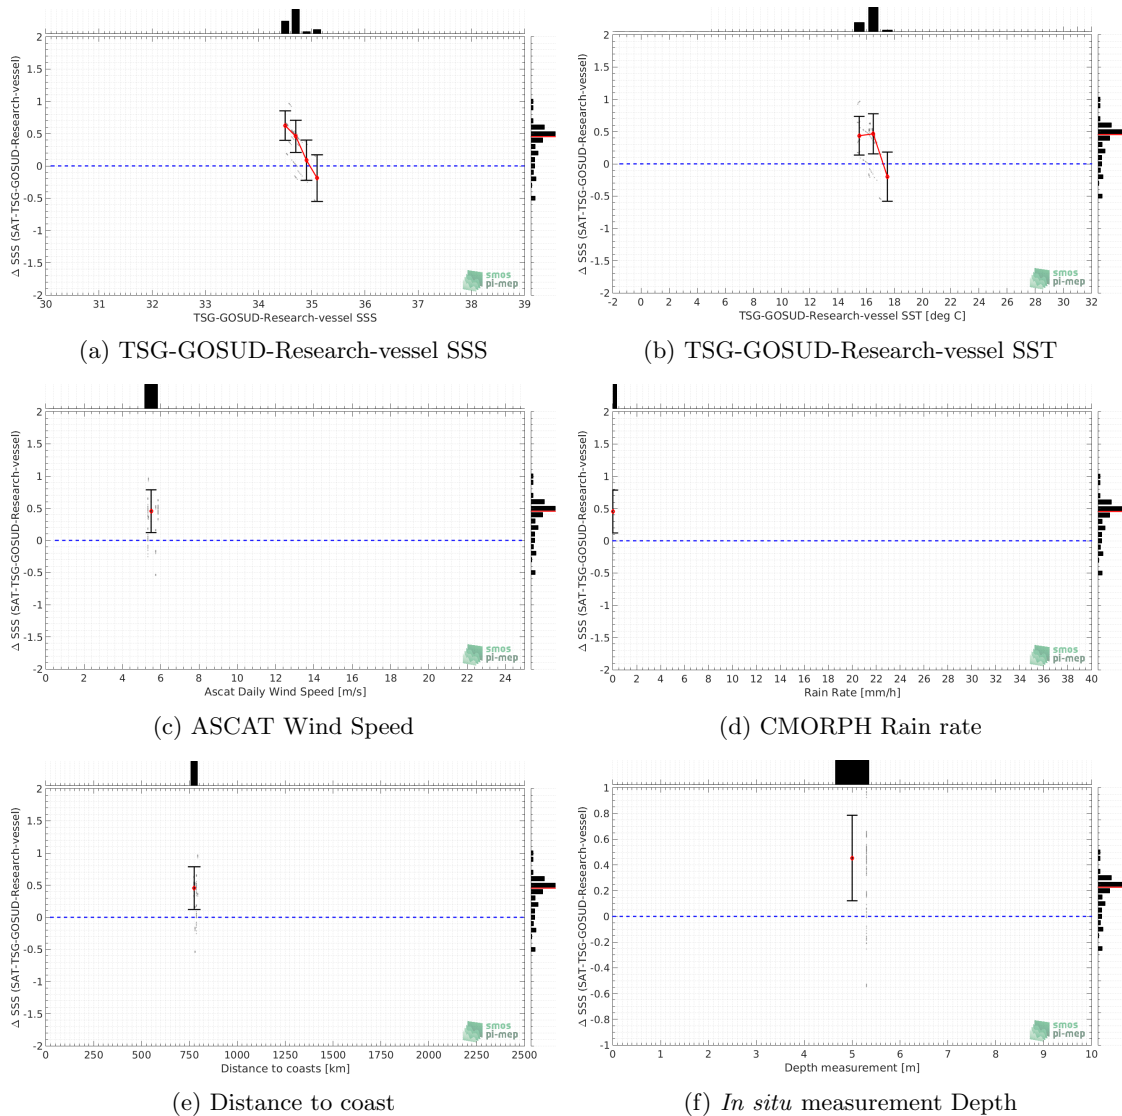 2
1.5
1
0.5
0
-0.5
-1
-1.5
-2
Δ SSS (SAT-TSG-GOSUD-Research-vessel)
30 31 32 33 34 35 36 37 38 39
TSG-GOSUD-Research-vessel SSS
smos
pi-mep
(a) TSG-GOSUD-Research-vessel SSS
2
1.5
1
0.5
0
-0.5
-1
-1.5
-2
Δ SSS (SAT-TSG-GOSUD-Research-vessel)
-2 0 2 4 6 8 10 12 14 16 18 20 22 24 26 28 30 32
TSG-GOSUD-Research-vessel SST [deg C]
smos
pi-mep
(b) TSG-GOSUD-Research-vessel SST
2
1.5
1
0.5
0
-0.5
-1
-1.5
-2
Δ SSS (SAT-TSG-GOSUD-Research-vessel)
0 2 4 6 8 10 12 14 16 18 20 22 24
Ascat Daily Wind Speed [m/s]
smos
pi-mep
(c) ASCAT Wind Speed
2
1.5
1
0.5
0
-0.5
-1
-1.5
-2
Δ SSS (SAT-TSG-GOSUD-Research-vessel)
0 2 4 6 8 10 12 14 16 18 20 22 24 26 28 30 32 34 36 38 40
Rain Rate [mm/h]
smos
pi-mep
(d) CMORPH Rain rate
2
1.5
1
0.5
0
-0.5
-1
-1.5
-2
Δ SSS (SAT-TSG-GOSUD-Research-vessel)
0 250 500 750 1000 1250 1500 1750 2000 2250 2500
Distance to coasts [km]
smos
pi-mep
(e) Distance to coast
1
0.8
0.6
0.4
0.2
0
-0.2
-0.4
-0.6
-0.8
-1
Δ SSS (SAT-TSG-GOSUD-Research-vessel)
0 1 2 3 4 5 6 7 8 9 10
Depth measurement [m]
smos
pi-mep
(f) In situ measurement Depth